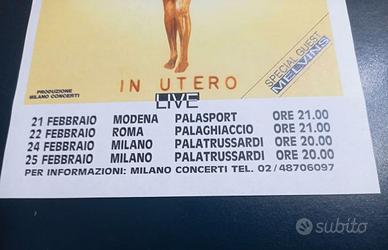 PRODUZIONE
MILANO CONCERTI
IN UTERO
SPECIAL GUEST
MELVINS
LIVE
21 FEBBRAIO MODENA PALASPORT ORE 21.00
22 FEBBRAIO ROMA PALAGHIACCIO ORE 21.00
24 FEBBRAIO MILANO PALATRUSSARDI ORE 20.00
25 FEBBRAIO MILANO PALATRUSSARDI ORE 20.00
PER INFORMAZIONI: MILANO CONCERTI TEL. 02/48706097
subito